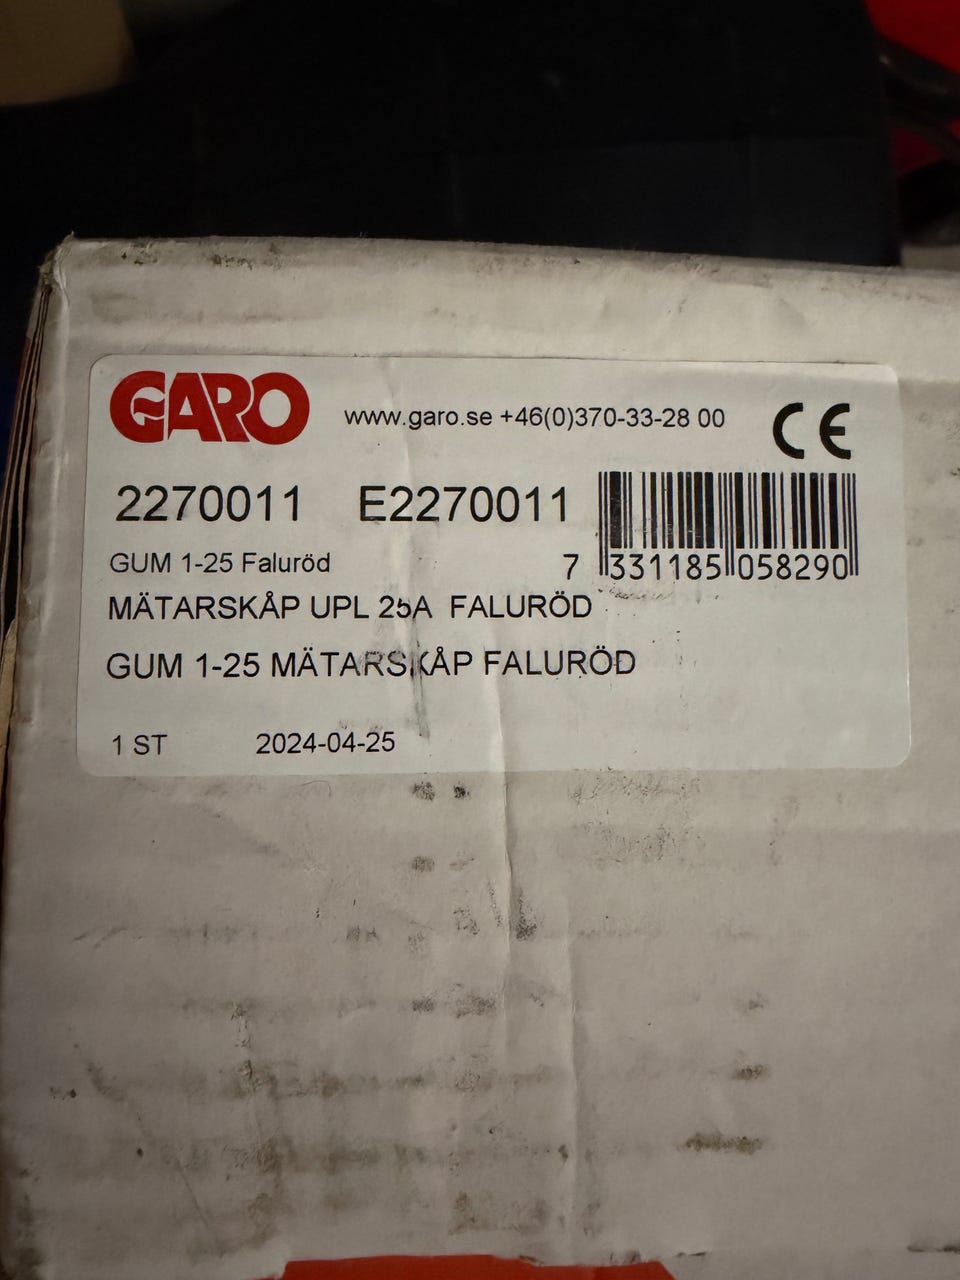 GARO www.garo.se +46(0)370-33-28 00 CE
2270011 E2270011
GUM 1-25 Faluröd 7 331185 058290
MÄTARSKÅP UPL 25A FALURÖD
GUM 1-25 MÄTARSKÅP FALURÖD
1 ST 2024-04-25